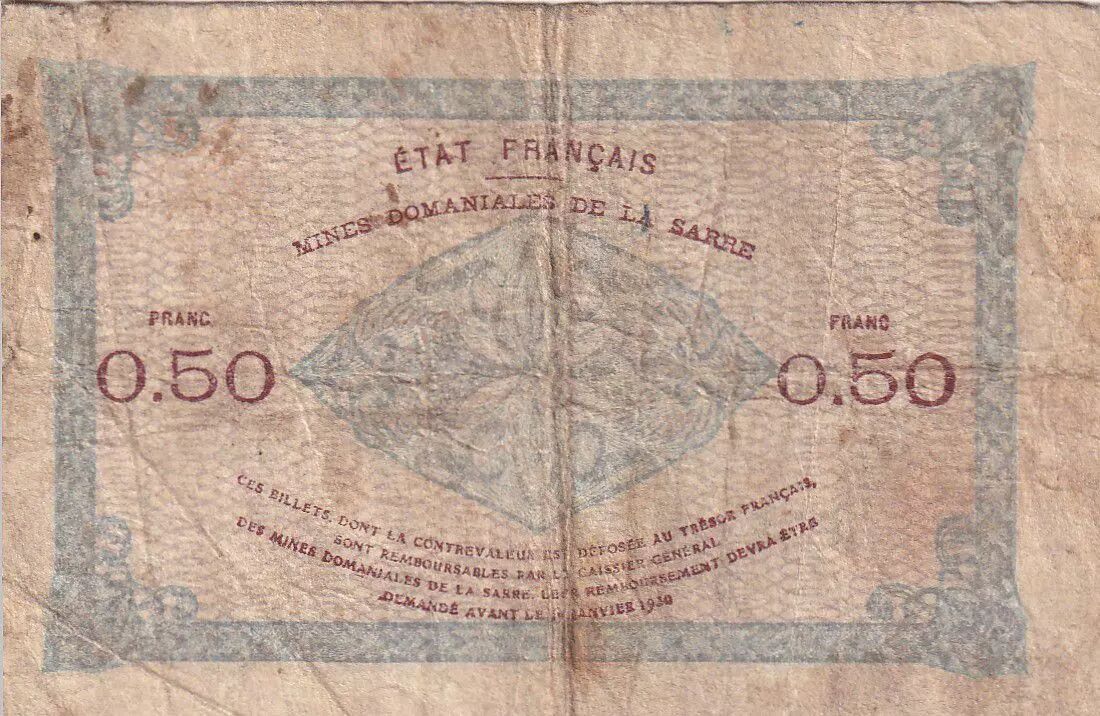 ÉTAT FRANÇAIS
MINES DOMANIALES DE LA SARRE
FRANC
0.50
FRANC
0.50
CES BILLETS, DONT LA CONTREVALEUR EST DÉPOSÉE AU TRÉSOR FRANÇAIS,
SONT REMBOURSABLES PAR LE CAISSIER GÉNÉRAL
DES MINES DOMANIALES DE LA SARRE. LEUR REMBOURSEMENT DEVRA ÊTRE
DEMANDÉ AVANT LE JANVIER 1930